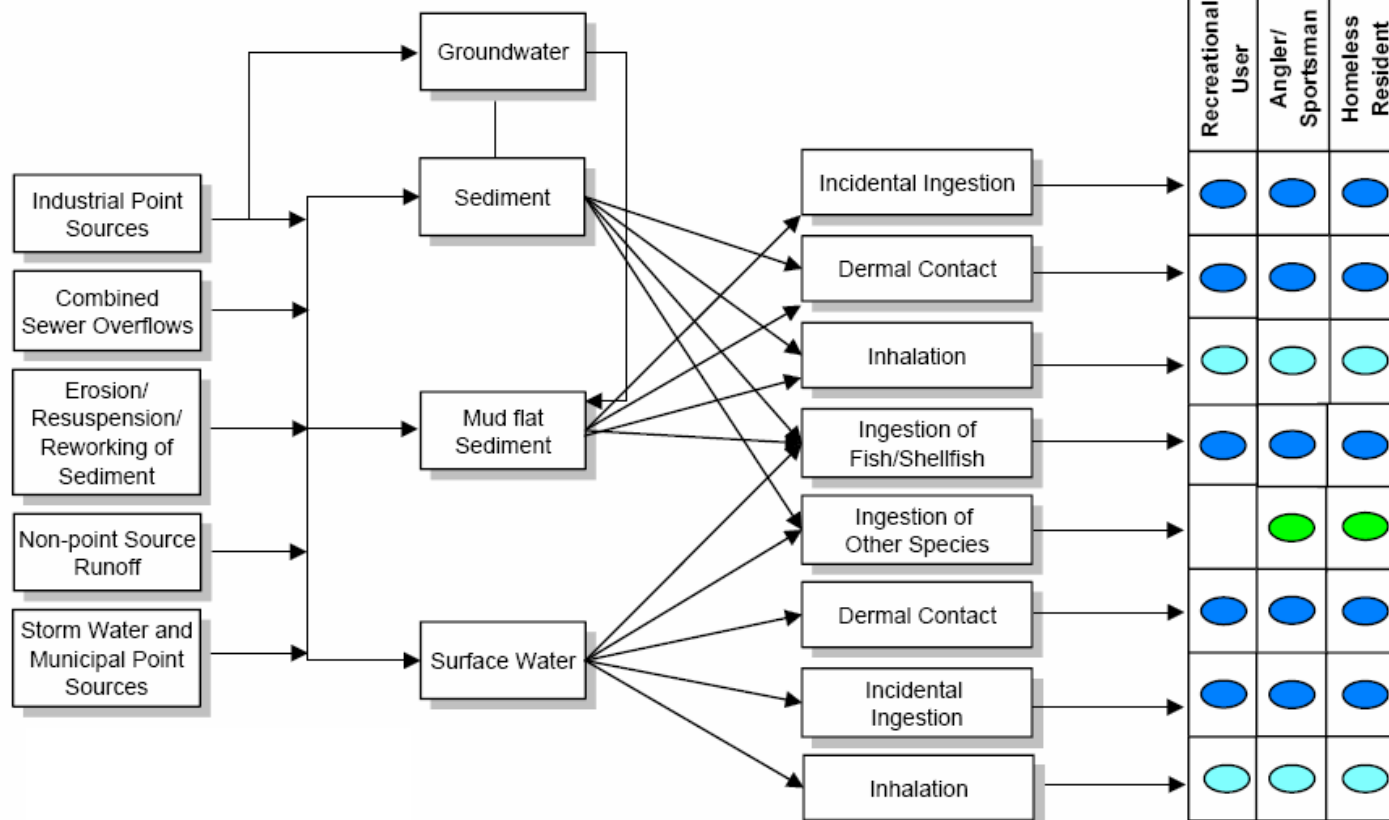 Recreational
User
Angler/
Sportsman
Homeless
Resident
Groundwater
Sediment
Industrial Point
Sources
Combined
Sewer Overflows
Erosion/
Resuspension/
Reworking of
Sediment
Non-point Source
Runoff
Storm Water and
Municipal Point
Sources
Mud flat
Sediment
Surface Water
Incidental Ingestion
Dermal Contact
Inhalation
Ingestion of
Fish/Shellfish
Ingestion of
Other Species
Dermal Contact
Incidental
Ingestion
Inhalation